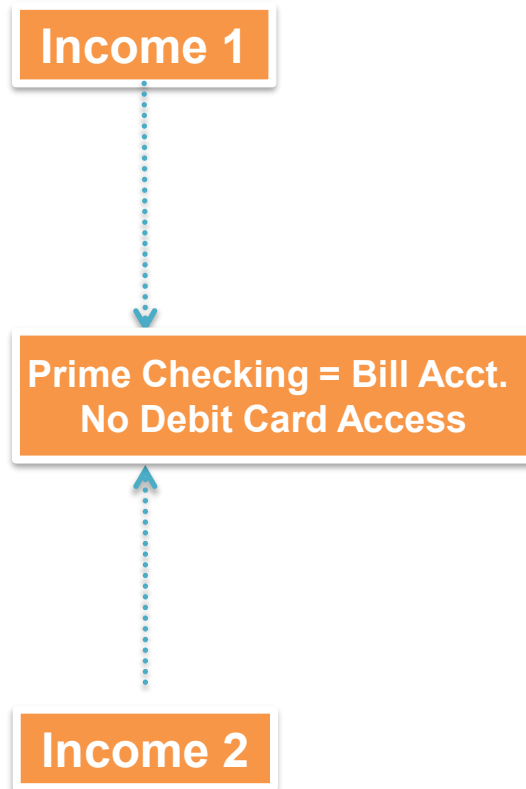 Income 1
Prime Checking = Bill Acct.
No Debit Card Access
Income 2